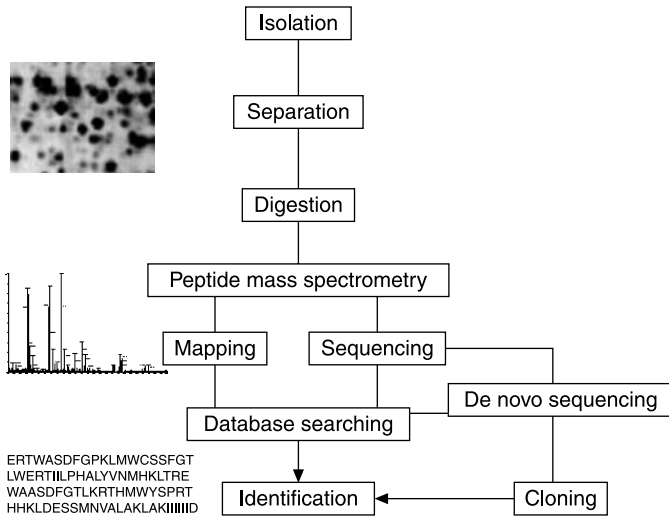 Isolation
Separation
Digestion
Peptide mass spectrometry
Mapping
Sequencing
De novo sequencing
Database searching
ERTWASDFGPKLMWCSSFGT
LWERTIILPHALYVNMHKLTRE
WAASDFGTLKRTHMWYSPRT
HHKLDESSMNVALAKLAKIIIIIID
Identification
Cloning